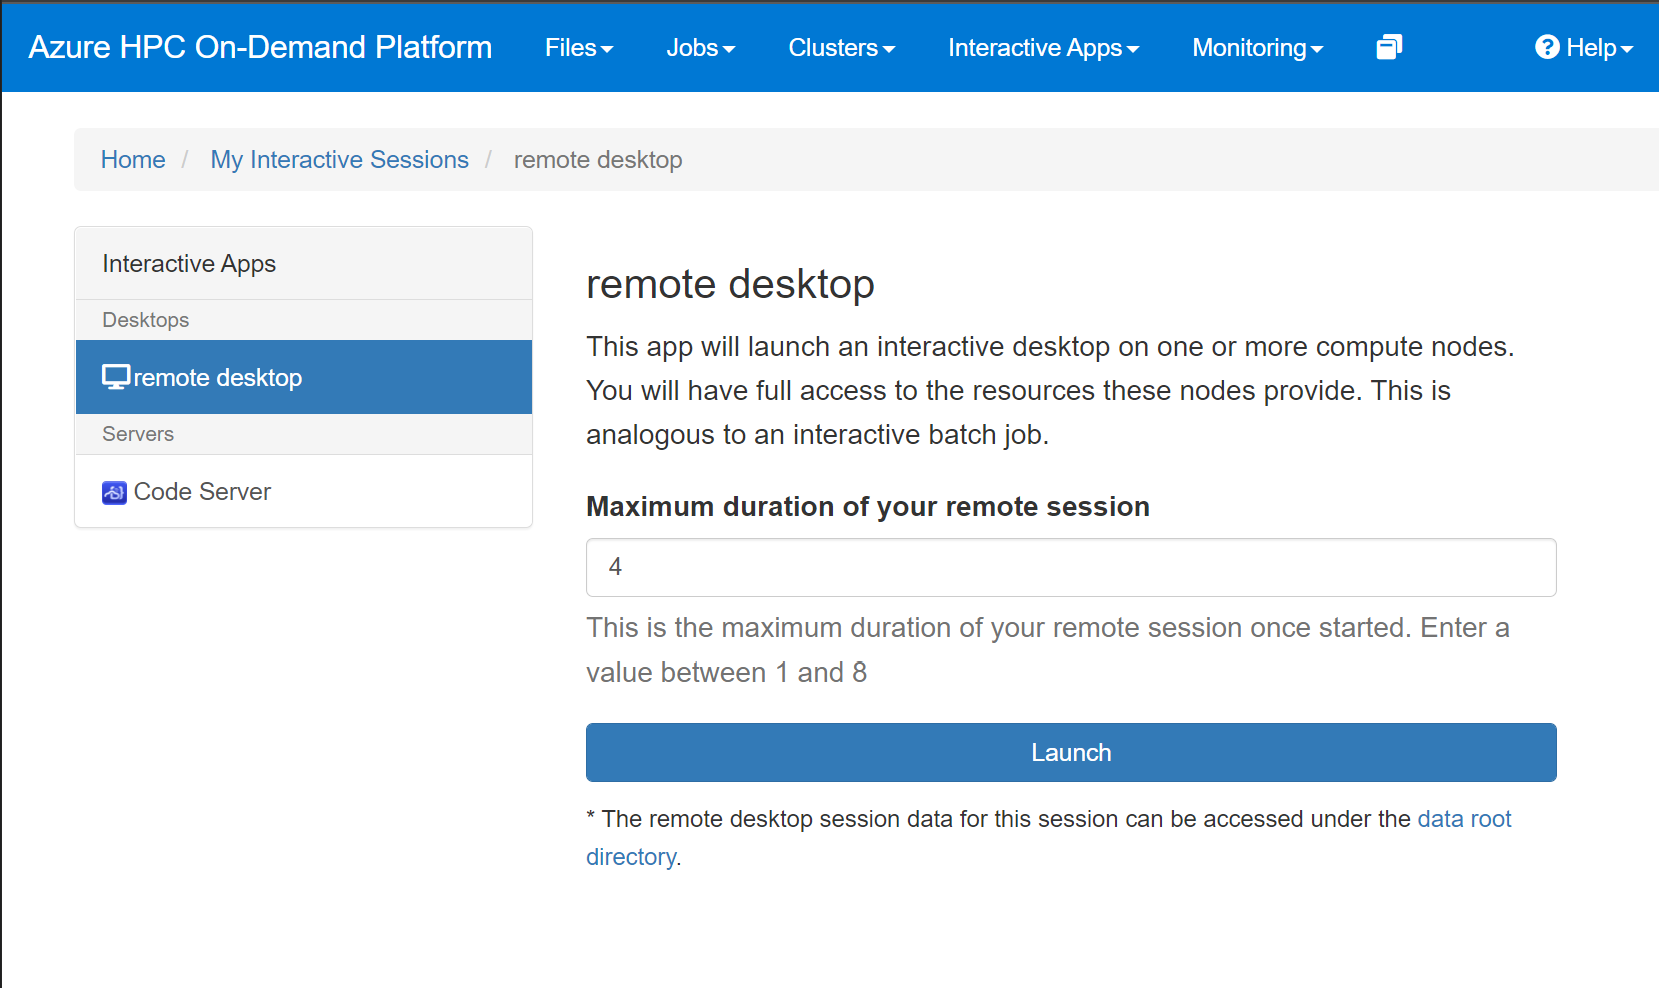 Azure HPC On-Demand Platform Files Jobs Clusters Interactive Apps Monitoring Help
Home / My Interactive Sessions / remote desktop
Interactive Apps
Desktops
remote desktop
Servers
Code Server
remote desktop
This app will launch an interactive desktop on one or more compute nodes.
You will have full access to the resources these nodes provide. This is
analogous to an interactive batch job.
Maximum duration of your remote session
4
This is the maximum duration of your remote session once started. Enter a
value between 1 and 8
Launch
* The remote desktop session data for this session can be accessed under the data root
directory.